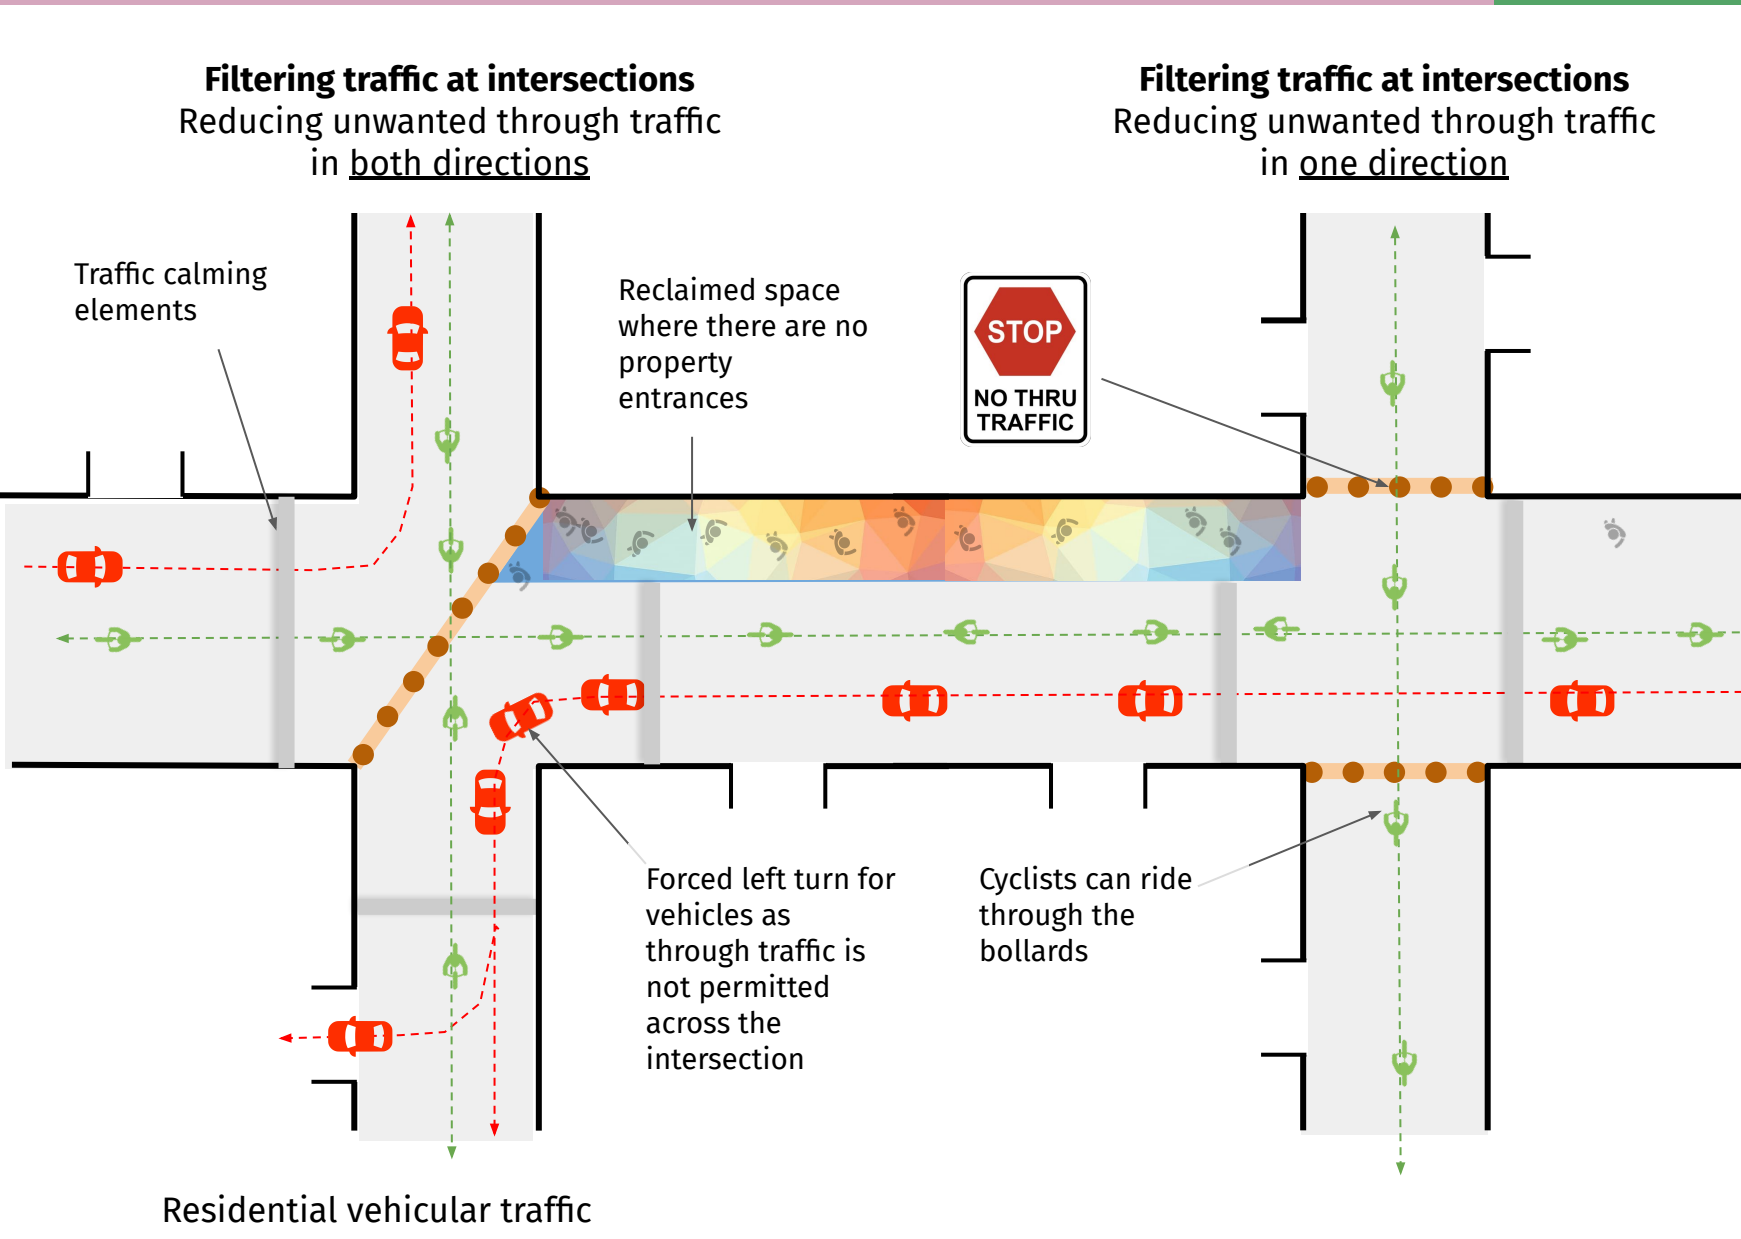 Filtering traffic at intersections
Reducing unwanted through traffic
in both directions
Filtering traffic at intersections
Reducing unwanted through traffic
in one direction
Traffic calming
elements
Reclaimed space
where there are no
property
entrances
STOP
NO THRU
TRAFFIC
Forced left turn for
vehicles as
through traffic is
not permitted
across the
intersection
Cyclists can ride
through the
bollards
Residential vehicular traffic